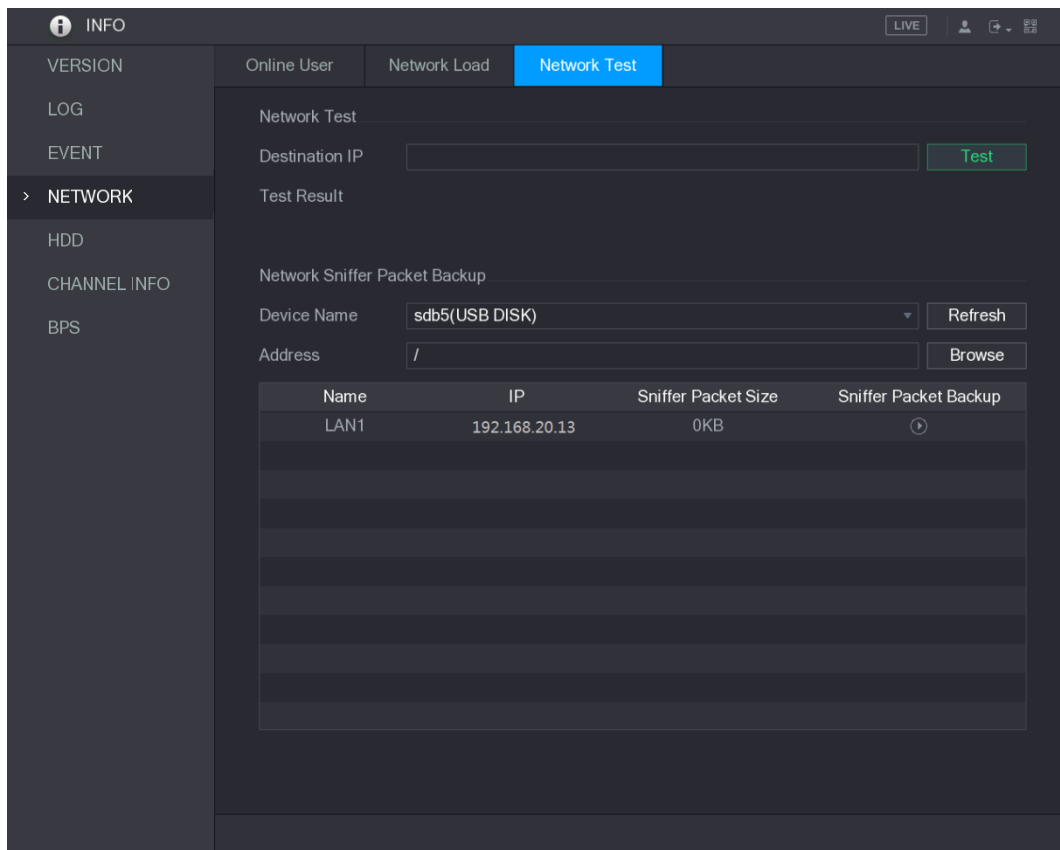 INFO
LIVE
VERSION
LOG
EVENT
NETWORK
HDD
CHANNEL INFO
BPS
Online User
Network Load
Network Test
Network Test
Destination IP
Test
Test Result
Network Sniffer Packet Backup
Device Name
sdb5(USB DISK)
Refresh
Address
/
Browse
Name IP Sniffer Packet Size Sniffer Packet Backup
LAN1 192.168.20.13 0KB